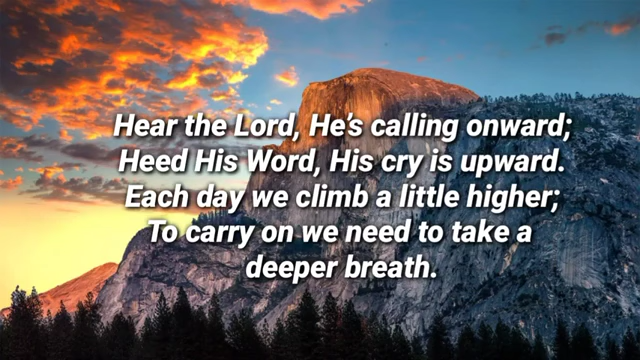 Hear the Lord, He’s calling onward;
Heed His Word, His cry is upward.
Each day we climb a little higher;
To carry on we need to take a
deeper breath.